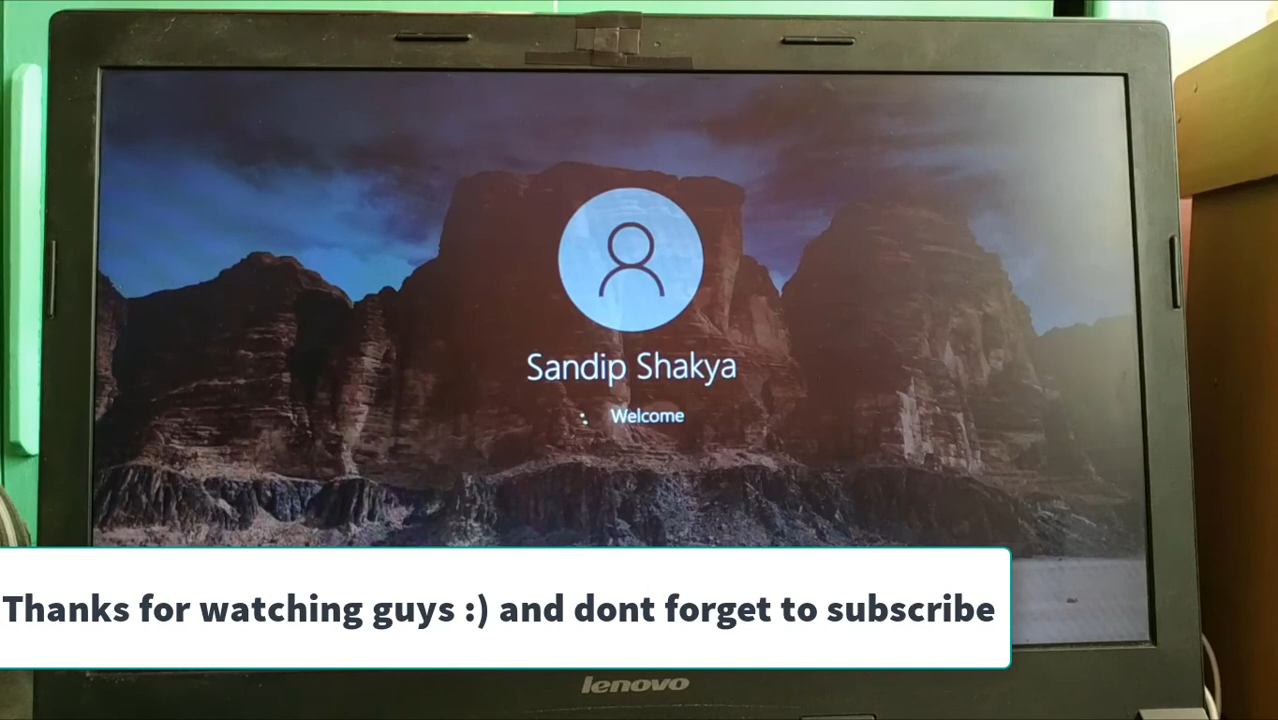 Sandip Shakya
Welcome
Thanks for watching guys :) and dont forget to subscribe
lenovo